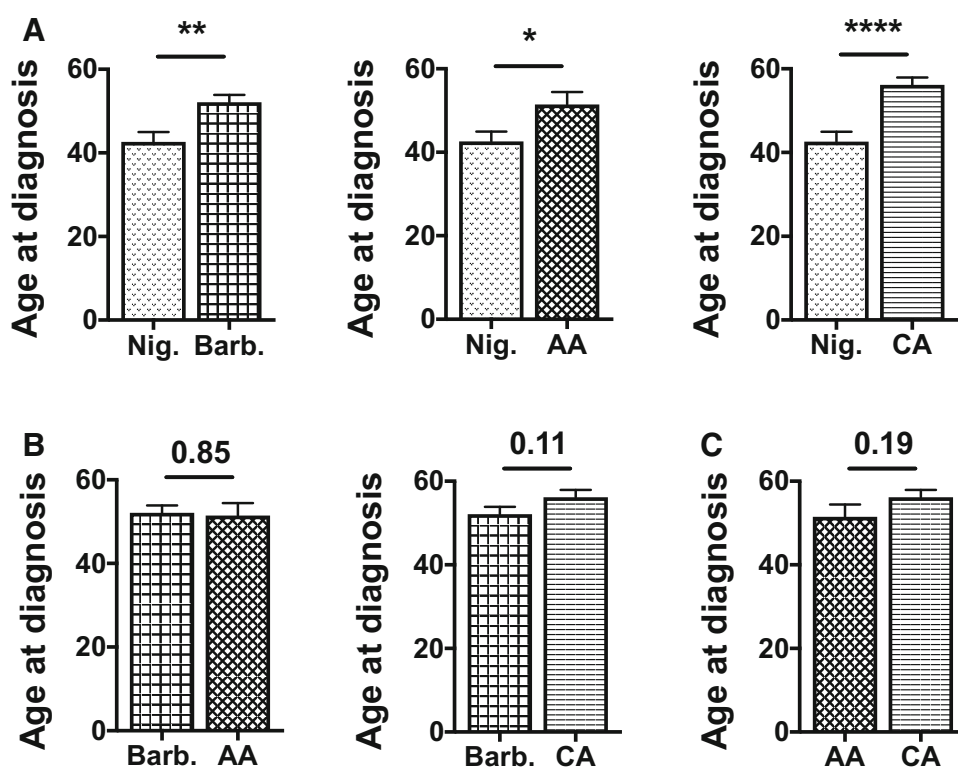 A
**
*
****
Age at diagnosis
60
40
20
0
Nig. Barb.
Age at diagnosis
60
40
20
0
Nig. AA
Age at diagnosis
60
40
20
0
Nig. CA
B
0.85
Age at diagnosis
60
40
20
0
Barb. AA
0.11
Age at diagnosis
60
40
20
0
Barb. CA
C
0.19
Age at diagnosis
60
40
20
0
AA CA